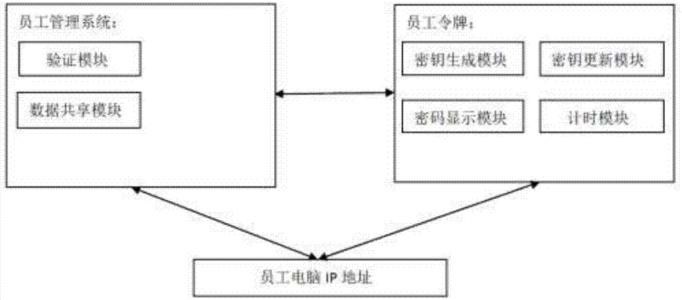 员工管理系统：
验证模块
数据共享模块
员工令牌：
密钥生成模块
密钥更新模块
密码显示模块
计时模块
员工电脑 IP 地址